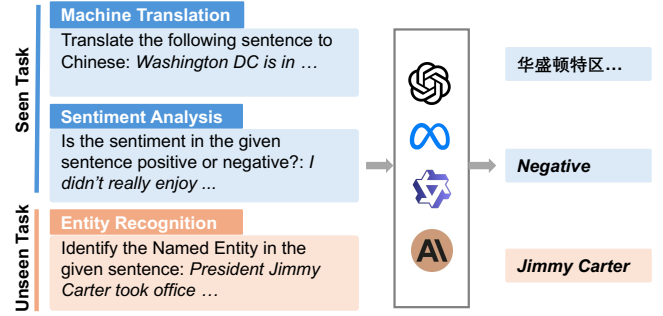 Seen Task
Machine Translation
Translate the following sentence to
Chinese: Washington DC is in …
Sentiment Analysis
Is the sentiment in the given
sentence positive or negative?: I
didn’t really enjoy ...
Unseen Task
Entity Recognition
Identify the Named Entity in the
given sentence: President Jimmy
Carter took office …
AI
华盛顿特区…
Negative
Jimmy Carter